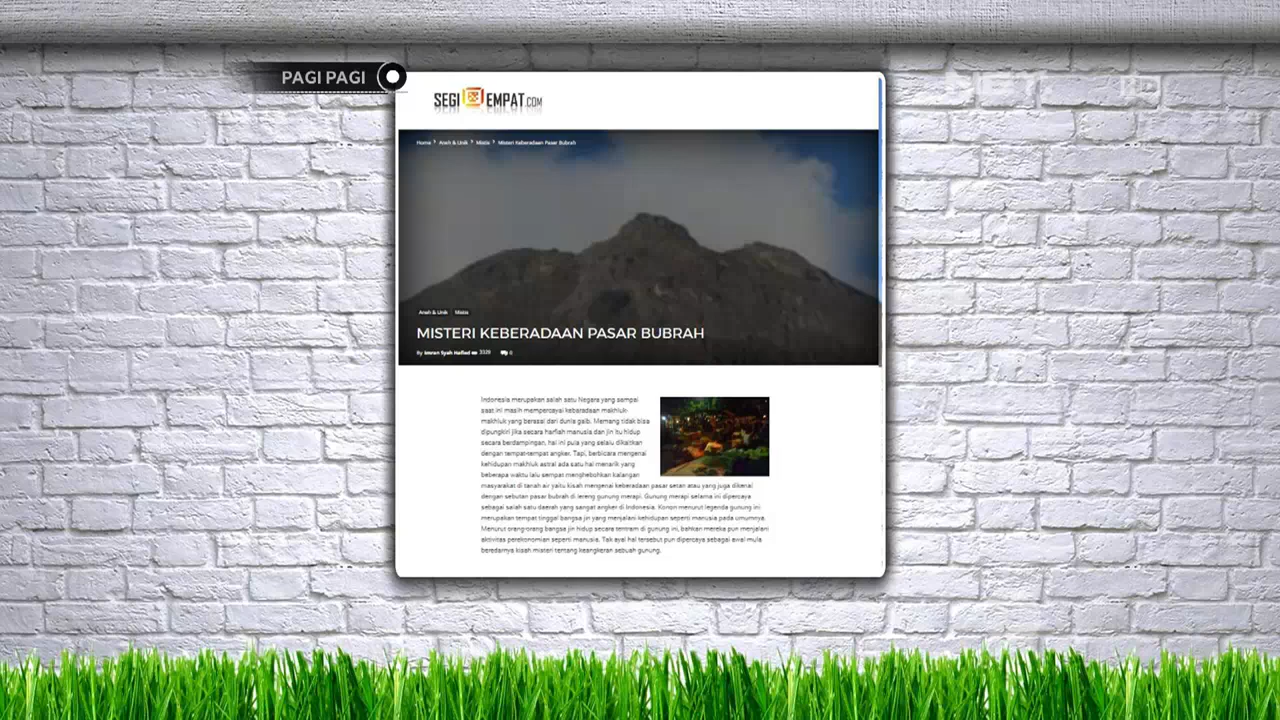 PAGI PAGI
SEGI EMPAT.COM
Home > Aneh & Unik > Mistis > Misteri Keberadaan Pasar Bubrah
Aneh & Unik Mistis
MISTERI KEBERADAAN PASAR BUBRAH
By Imran Syah Hafied 3329 0
Indonesia merupakan salah satu Negara yang sampai
saat ini masih mempercayai keberadaan makhluk-
makhluk yang berasal dari dunia gaib. Memang tidak bisa
dipungkiri jika secara harfiah manusia dan jin itu hidup
secara berdampingan, hal ini pula yang selalu dikaitkan
dengan tempat-tempat angker. Tapi, berbicara mengenai
kehidupan makhluk astral ada satu hal menarik yang
beberapa waktu lalu sempat menghebohkan kalangan
masyarakat di tanah air yaitu kisah mengenai keberadaan pasar setan atau yang juga dikenal
dengan sebutan pasar bubrah di lereng gunung merapi. Gunung merapi selama ini dipercaya
sebagai salah satu daerah yang sangat angker di Indonesia. Konon menurut legenda gunung ini
merupakan tempat tinggal bangsa jin yang menjalani kehidupan seperti manusia pada umumnya.
Menurut orang-orang bangsa jin hidup secara tentram di gunung ini, bahkan mereka pun menjalani
aktivitas perekonomian seperti manusia. Tak ayal hal tersebut pun dipercaya sebagai awal mula
beredarnya kisah misteri tentang keangkeran sebuah gunung.